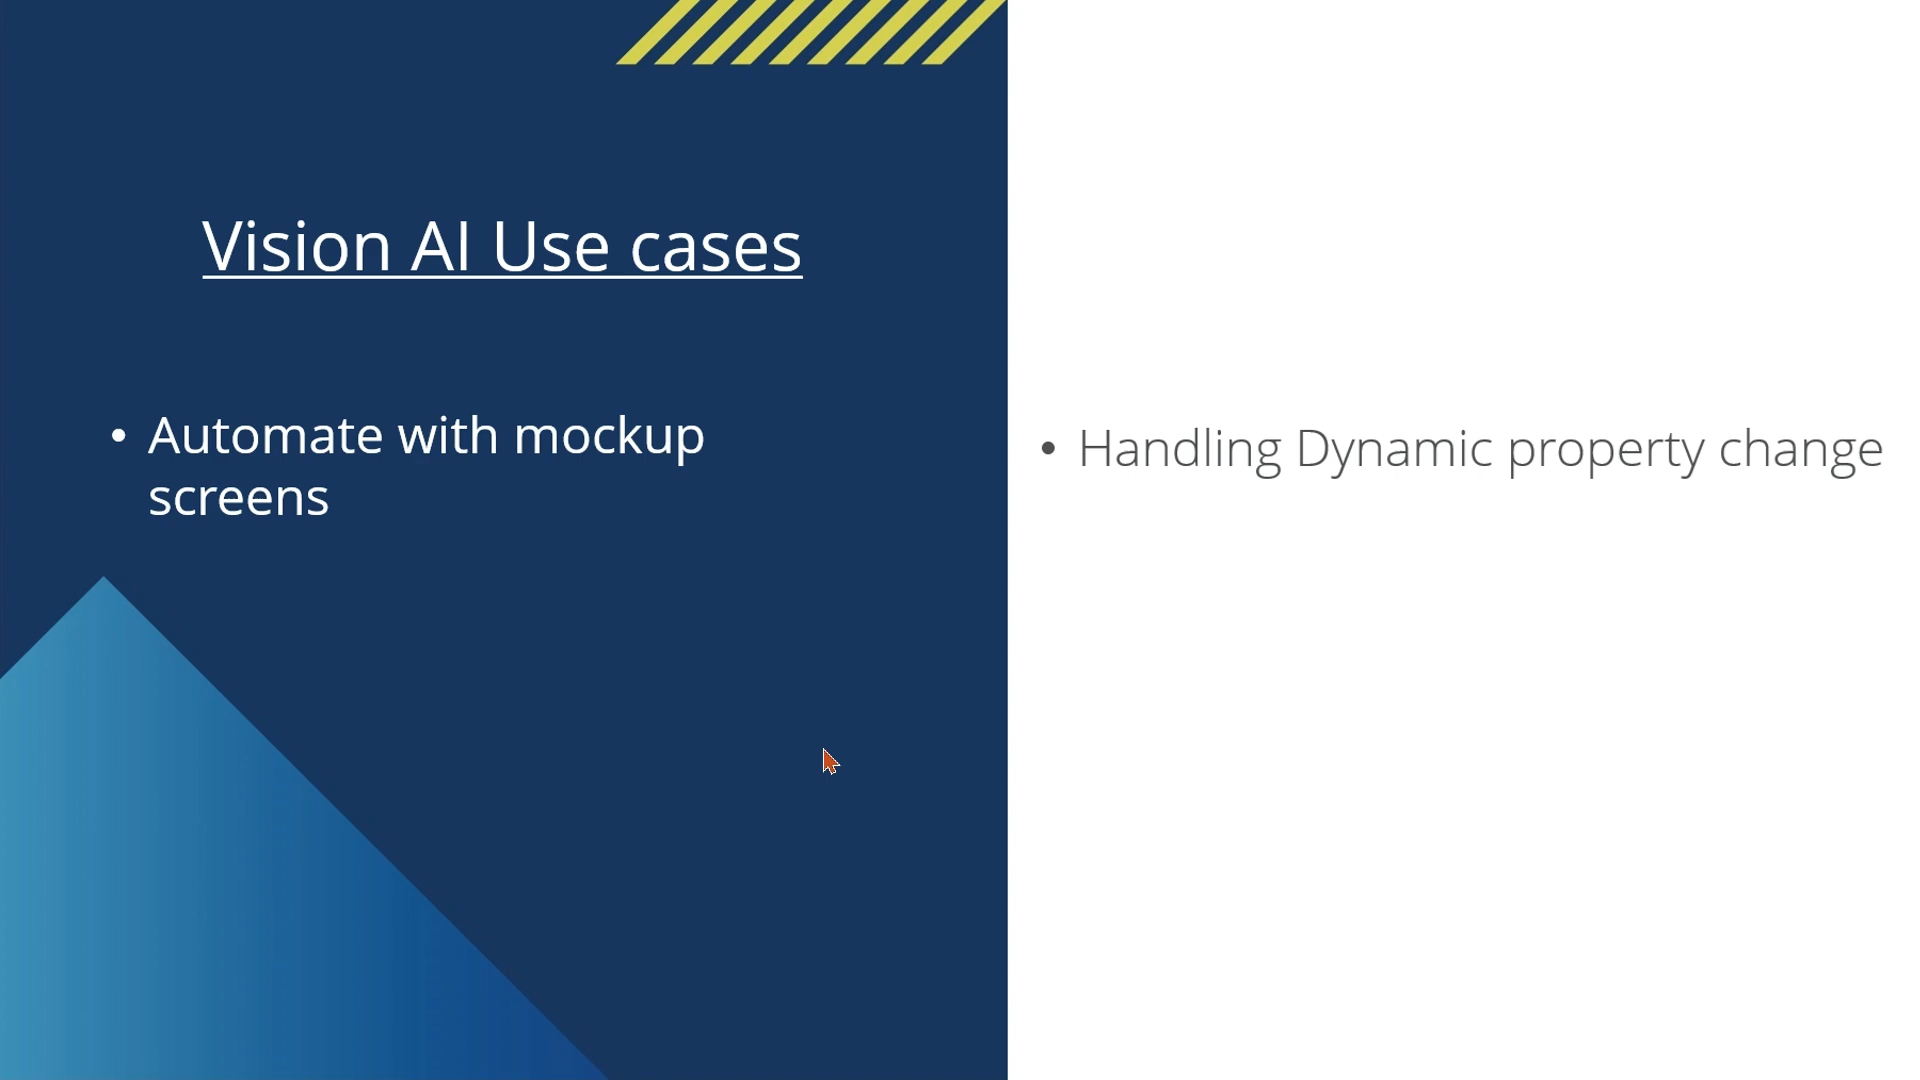 Vision AI Use cases
• Automate with mockup
screens
• Handling Dynamic property change